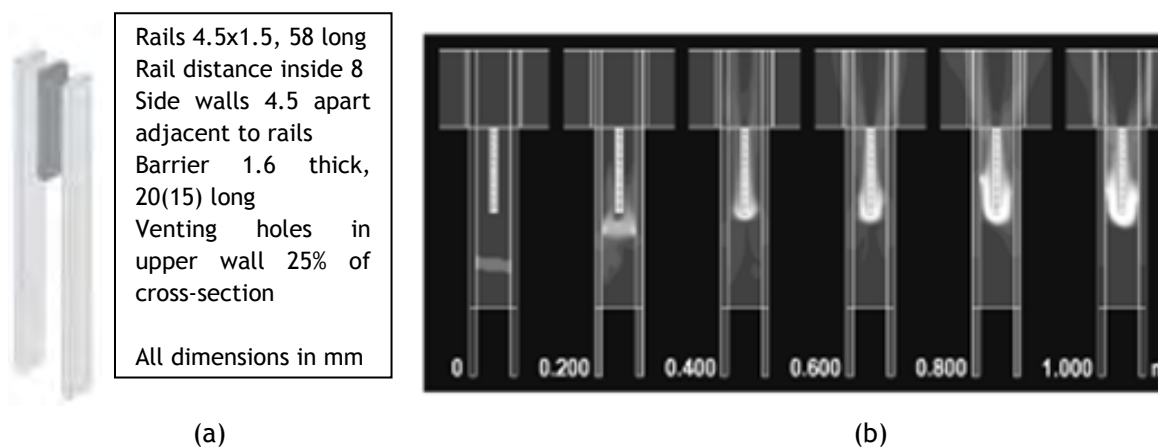 Rails 4.5x1.5, 58 long
Rail distance inside 8
Side walls 4.5 apart
adjacent to rails
Barrier 1.6 thick,
20(15) long
Venting holes in
upper wall 25% of
cross-section
All dimensions in mm
0 0.200 0.400 0.600 0.800 1.000
(a) (b)